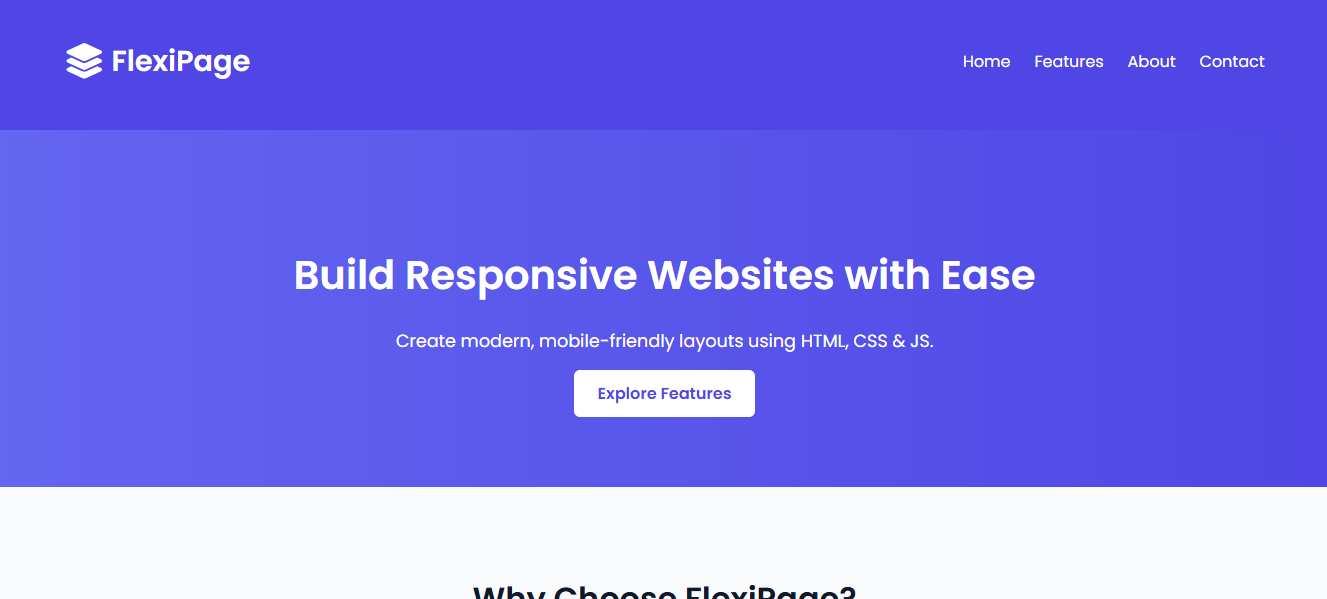 FlexiPage
Home Features About Contact
Build Responsive Websites with Ease
Create modern, mobile-friendly layouts using HTML, CSS & JS.
Explore Features
Why Choose FlexiPage?